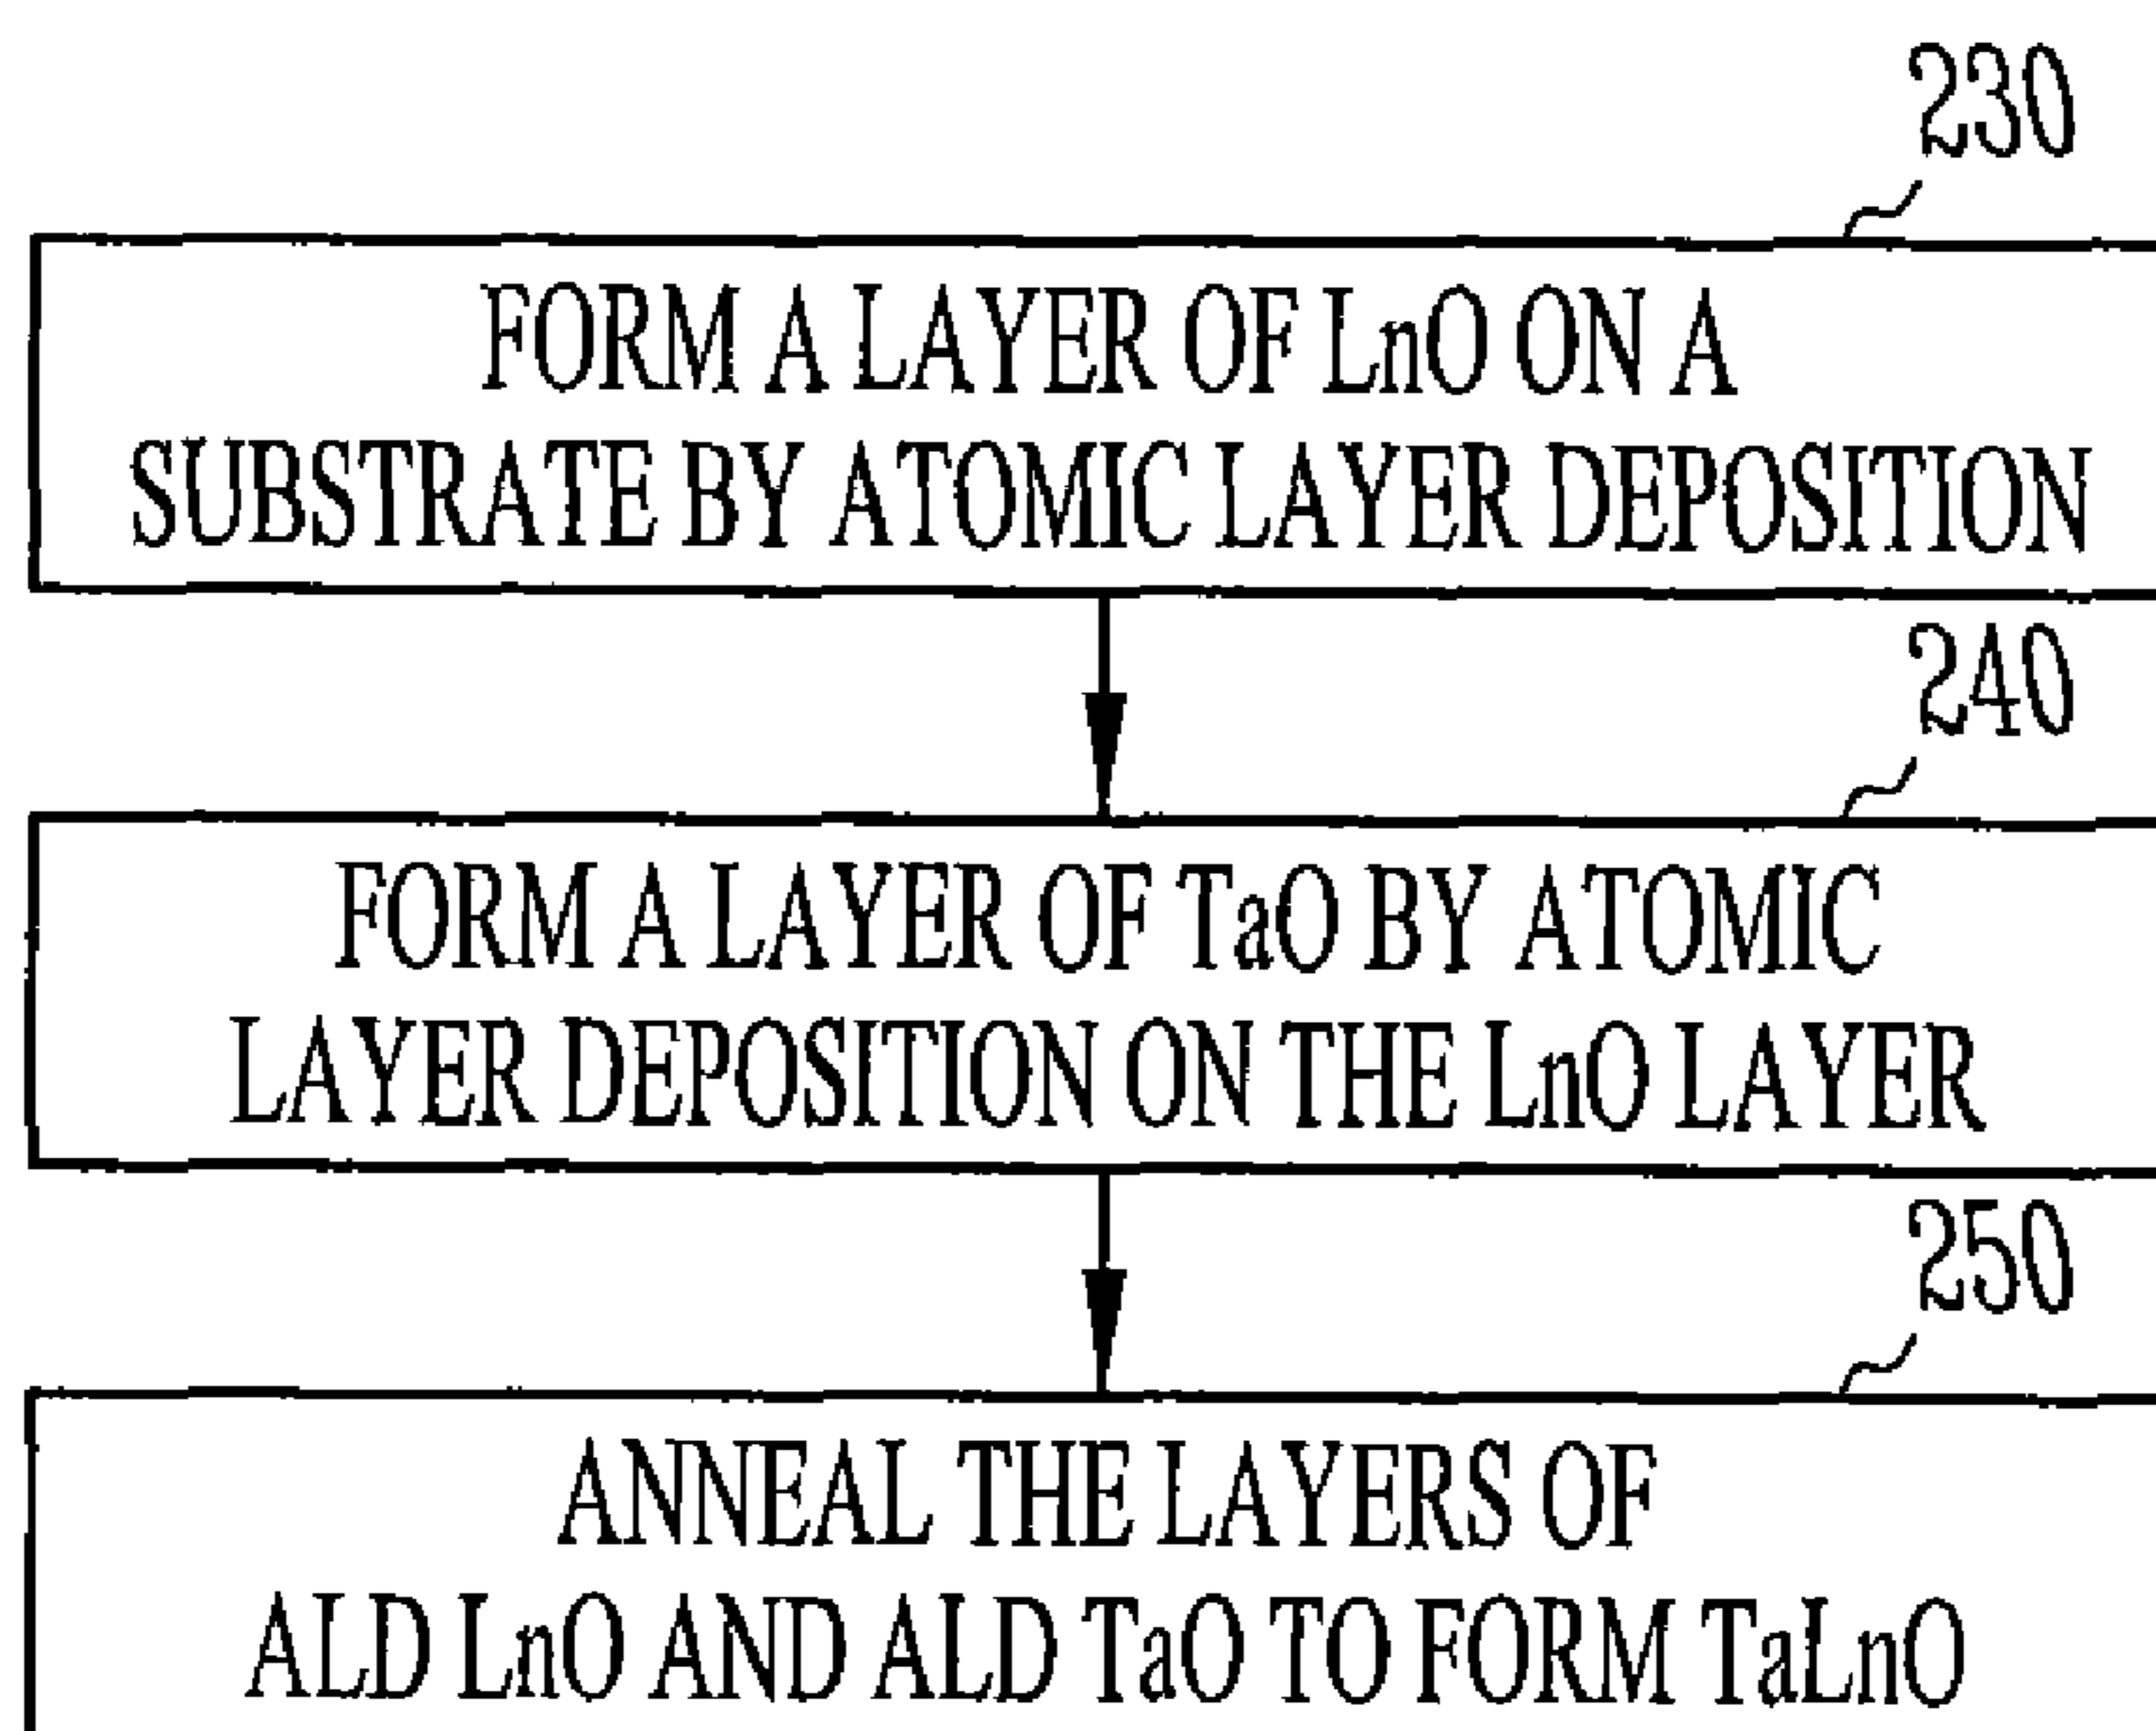 230
FORM A LAYER OF LnO ON A
SUBSTRATE BY ATOMIC LAYER DEPOSITION
240
FORM A LAYER OF TaO BY ATOMIC
LAYER DEPOSITION ON THE LnO LAYER
250
ANNEAL THE LAYERS OF
ALD LnO AND ALD TaO TO FORM TaLnO